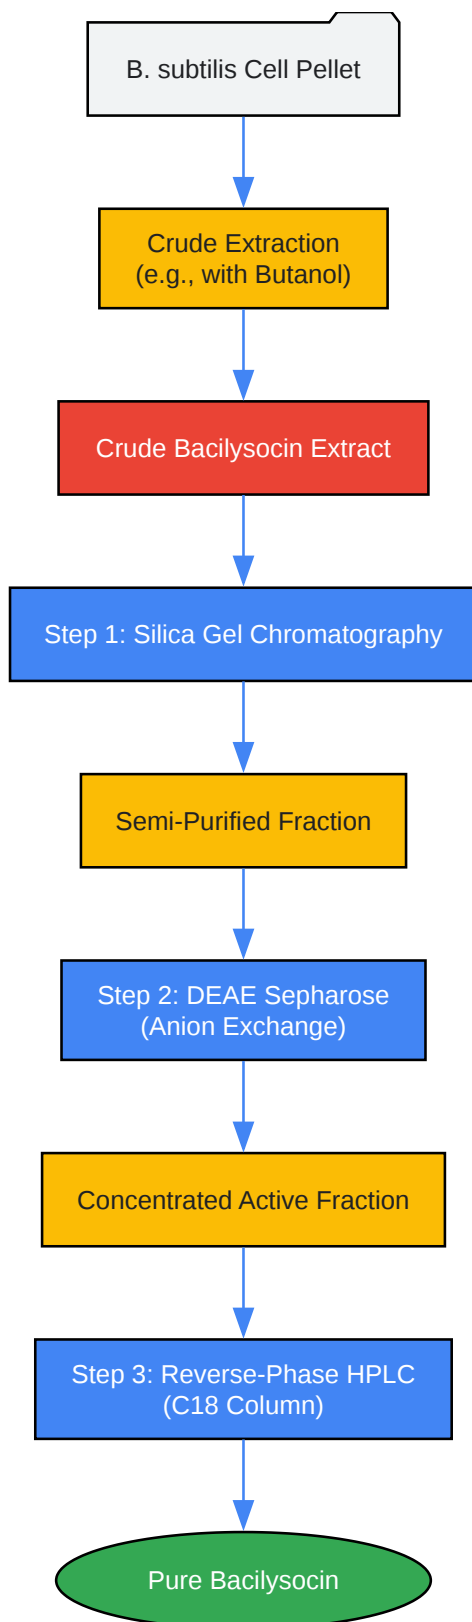 B. subtilis Cell Pellet
Crude Extraction
(e.g., with Butanol)
Crude Bacilysocin Extract
Step 1: Silica Gel Chromatography
Semi-Purified Fraction
Step 2: DEAE Sepharose
(Anion Exchange)
Concentrated Active Fraction
Step 3: Reverse-Phase HPLC
(C18 Column)
Pure Bacilysocin